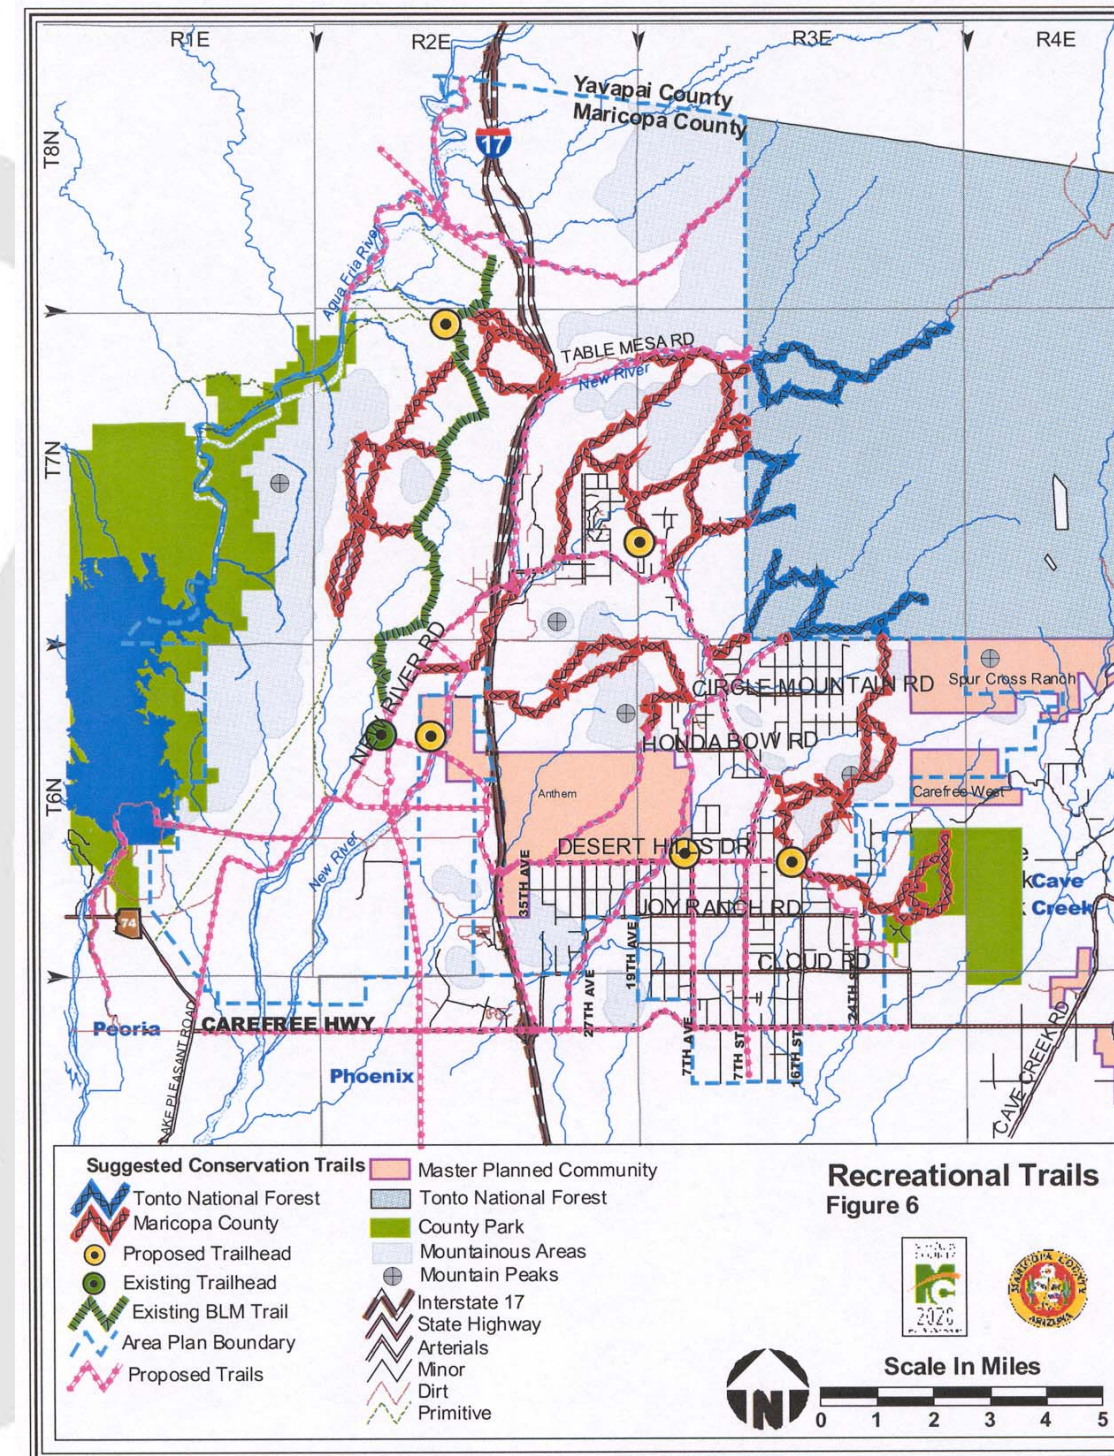 R1E
R2E
R3E
R4E
Yavapai County
Maricopa County
17
T8N
Agua Fria River
TABLE MESA RD
New River
T7N
NEW RIVER RD
CIRCLE MOUNTAIN RD
Spur Cross Ranch
HONDA BOW RD
T6N
Anthem
Carefree West
DESERT HILLS DR
New River
35TH AVE
JOY RANCH RD
Cave
Creek
74
CLOUD RD
19TH AVE
27TH AVE
24TH ST
Peoria
CAREFREE HWY
LAKE PLEASANT ROAD
7TH AVE
7TH ST
16TH ST
CAVE CREEK RD
Phoenix
Suggested Conservation Trails
Tonto National Forest
Maricopa County
Proposed Trailhead
Existing Trailhead
Existing BLM Trail
Area Plan Boundary
Proposed Trails
Master Planned Community
Tonto National Forest
County Park
Mountainous Areas
Mountain Peaks
Interstate 17
State Highway
Arterials
Minor
Dirt
Primitive
Recreational Trails
Figure 6
2020
MARICOPA COUNTY
ARIZONA
N
Scale In Miles
0 1 2 3 4 5